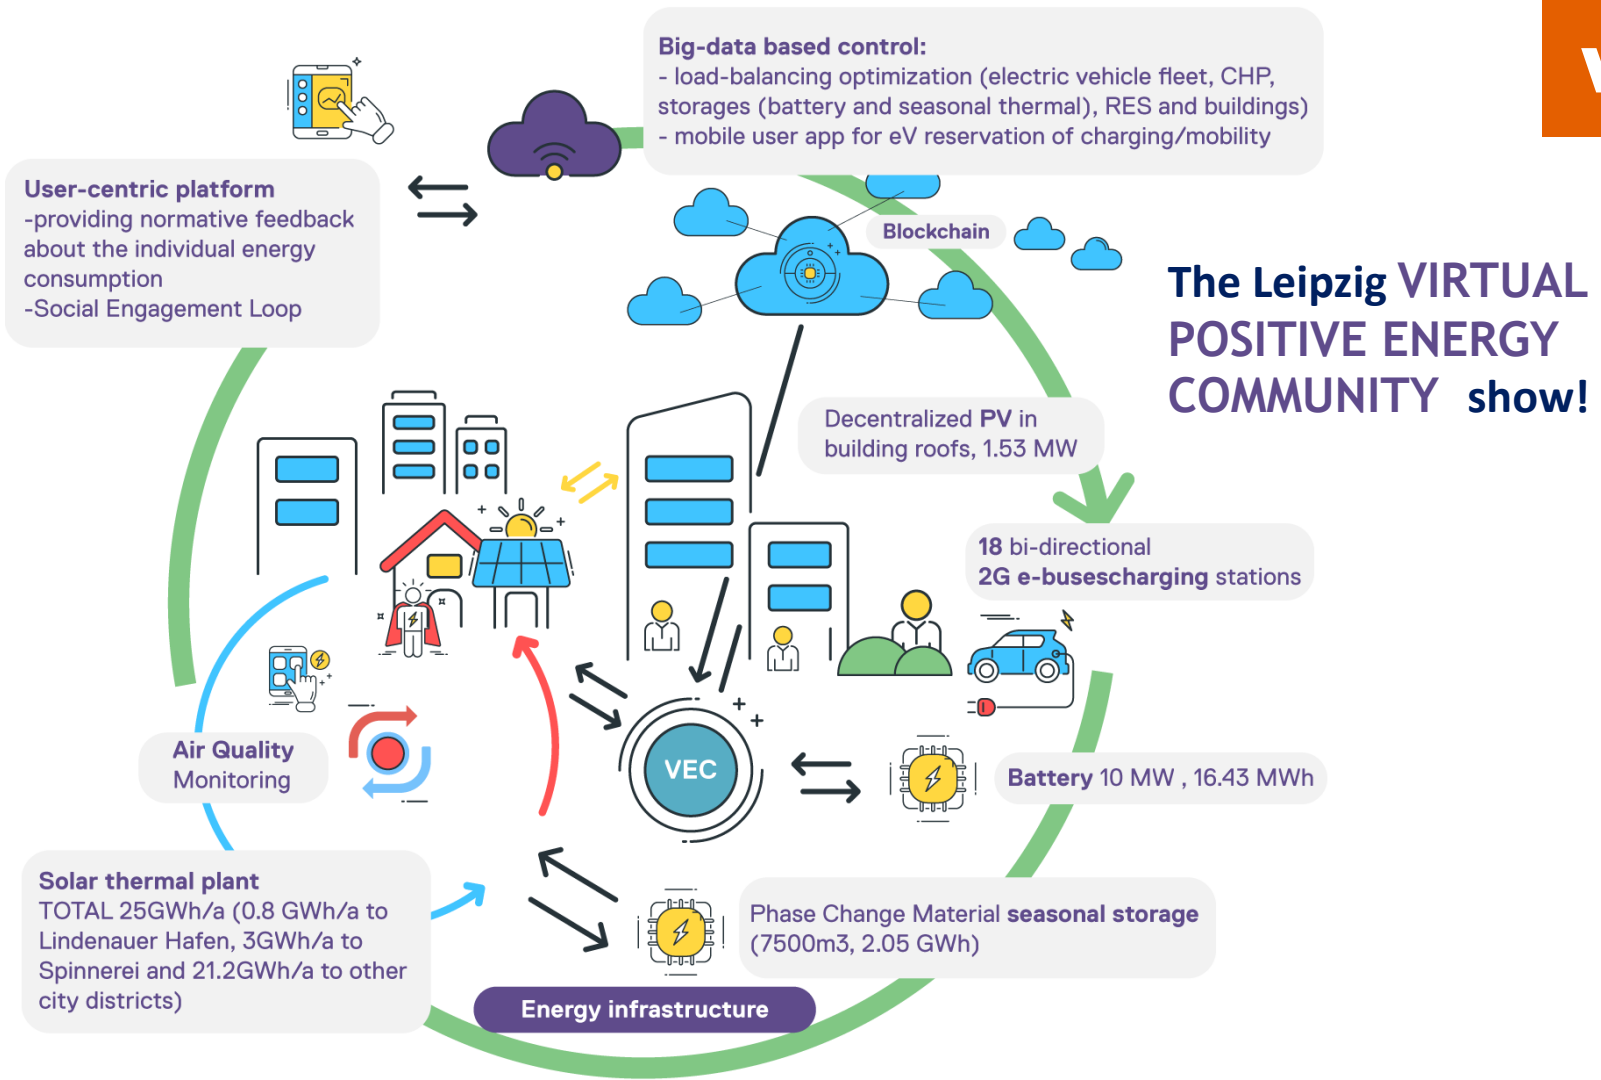 Big-data based control:
- load-balancing optimization (electric vehicle fleet, CHP,
storages (battery and seasonal thermal), RES and buildings)
- mobile user app for eV reservation of charging/mobility
User-centric platform
-providing normative feedback
about the individual energy
consumption
-Social Engagement Loop
Blockchain
The Leipzig VIRTUAL
POSITIVE ENERGY
COMMUNITY show!
Decentralized PV in
building roofs, 1.53 MW
18 bi-directional
2G e-busescharging stations
Air Quality
Monitoring
VEC
Battery 10 MW , 16.43 MWh
Solar thermal plant
TOTAL 25GWh/a (0.8 GWh/a to
Lindenauer Hafen, 3GWh/a to
Spinnerei and 21.2GWh/a to other
city districts)
Phase Change Material seasonal storage
(7500m3, 2.05 GWh)
Energy infrastructure